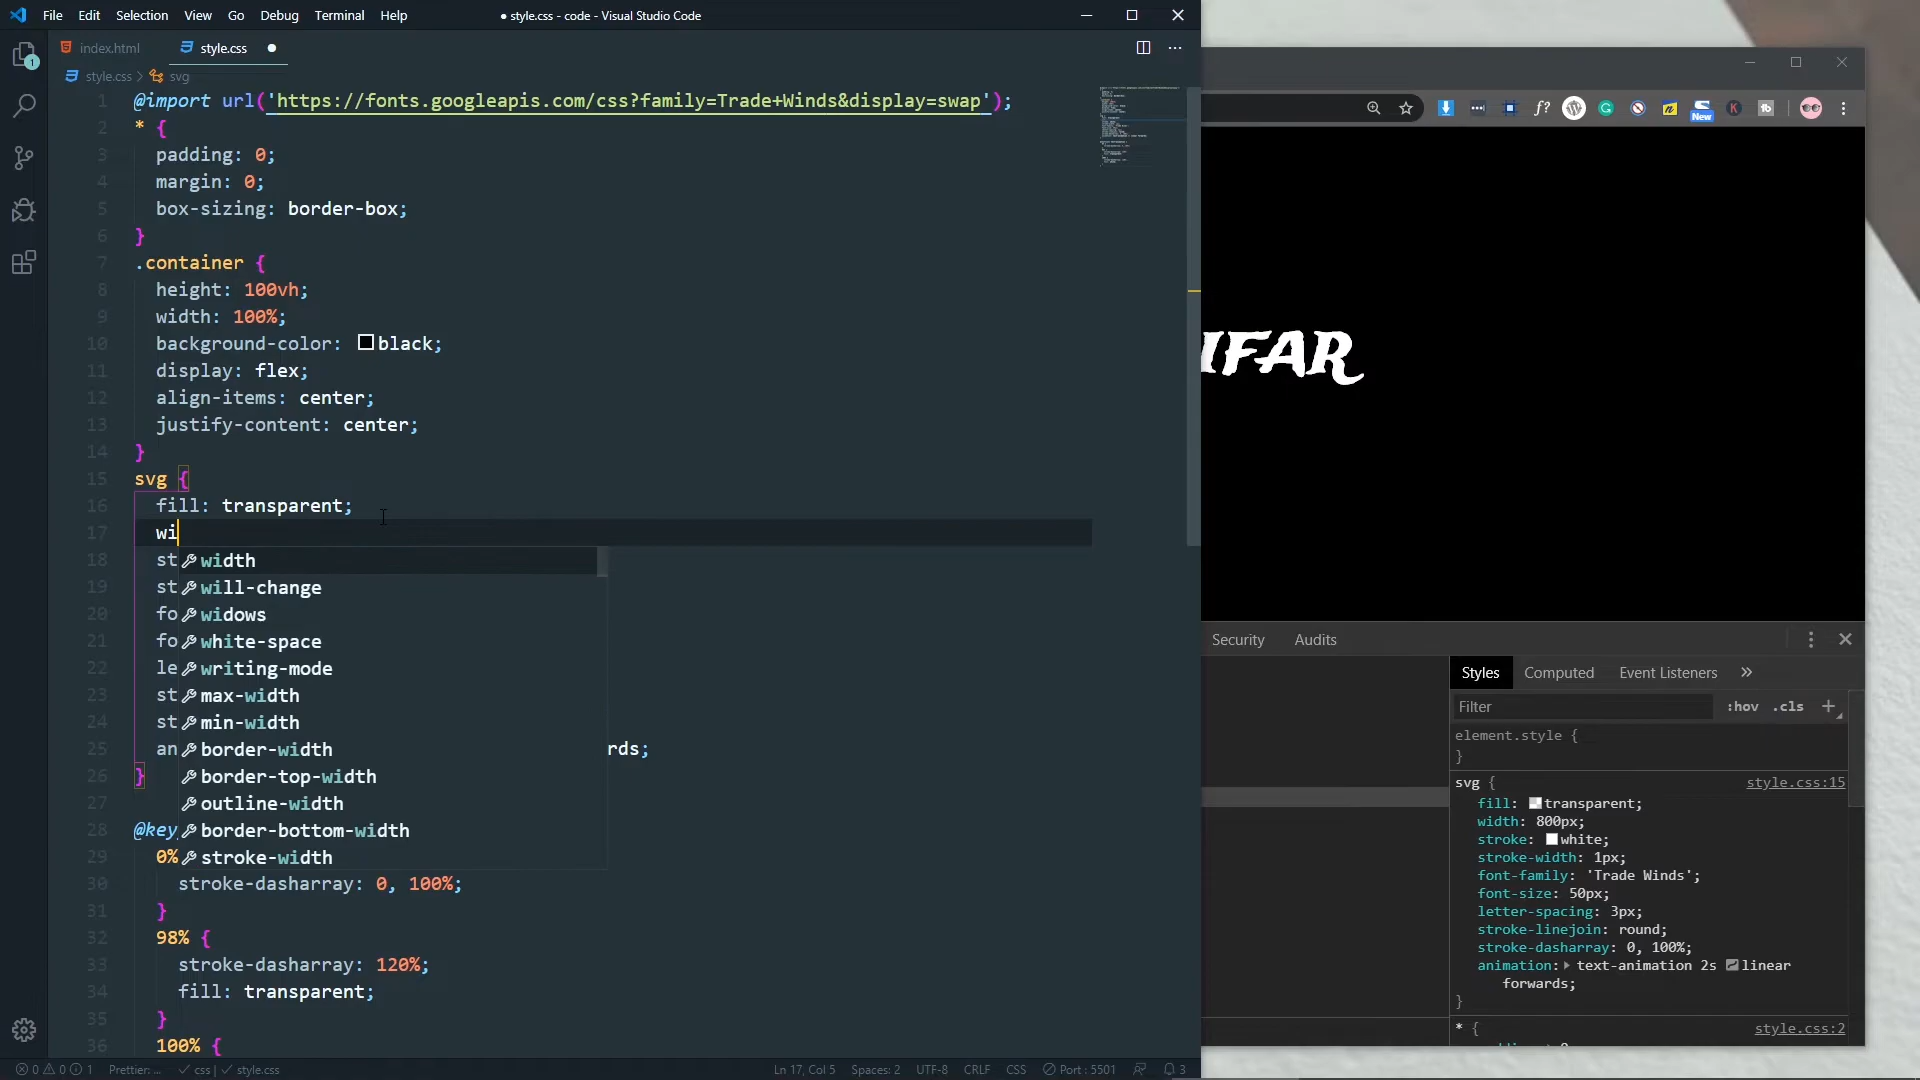 File Edit Selection View Go Debug Terminal Help
● style.css - code - Visual Studio Code
index.html
style.css ●
style.css > svg
1 @import url('https://fonts.googleapis.com/css?family=Trade+Winds&display=swap');
2 * {
3 padding: 0;
4 margin: 0;
5 box-sizing: border-box;
6 }
7 .container {
8 height: 100vh;
9 width: 100%;
10 background-color: black;
11 display: flex;
12 align-items: center;
13 justify-content: center;
14 }
15 svg {
16 fill: transparent;
17 wi
18 st width
19 st will-change
20 fo widows
21 fo white-space
22 le writing-mode
23 st max-width
24 st min-width
25 an border-width rds;
26 } border-top-width
27 outline-width
28 @key border-bottom-width
29 0% stroke-width
30 stroke-dasharray: 0, 100%;
31 }
32 98% {
33 stroke-dasharray: 120%;
34 fill: transparent;
35 }
36 100% {
1
0 0 1 Prettier: ... ✓ css | ✓ style.css
Ln 17, Col 5 Spaces: 2 UTF-8 CRLF CSS Port : 5501 3
f?
New
K
IFAR
Security Audits
Styles Computed Event Listeners »
Filter :hov .cls +
element.style {
}
svg { style.css:15
fill: transparent;
width: 800px;
stroke: white;
stroke-width: 1px;
font-family: 'Trade Winds';
font-size: 50px;
letter-spacing: 3px;
stroke-linejoin: round;
stroke-dasharray: 0, 100%;
animation: text-animation 2s linear
forwards;
}
* { style.css:2